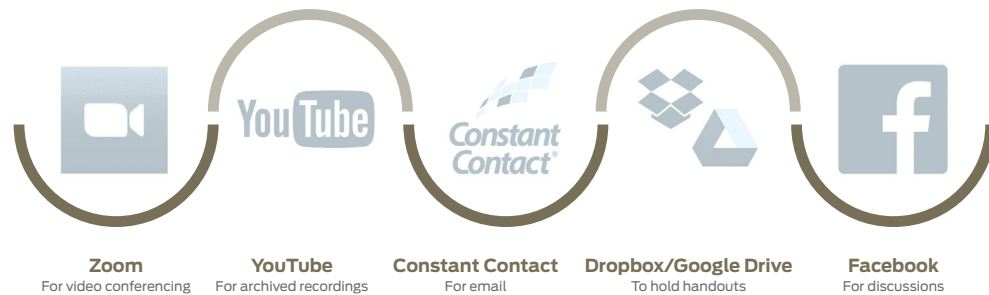 YouTube
Constant
Contact®
f
Zoom
For video conferencing
YouTube
For archived recordings
Constant Contact
For email
Dropbox/Google Drive
To hold handouts
Facebook
For discussions